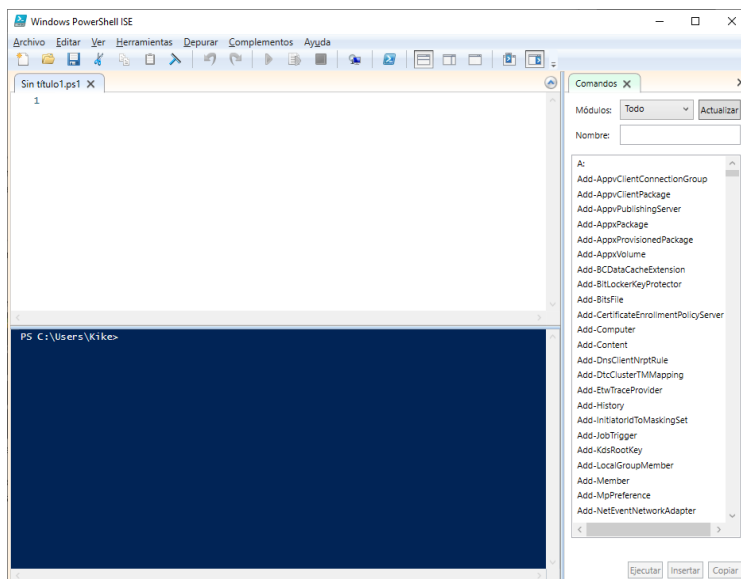 Windows PowerShell ISE
Archivo Editar Ver Herramientas Depurar Complementos Ayuda
Sin título1.ps1 X
1
PS C:\Users\Kike>
Comandos X
Módulos: Todo Actualizar
Nombre:
A:
Add-AppvClientConnectionGroup
Add-AppvClientPackage
Add-AppvPublishingServer
Add-AppxPackage
Add-AppxProvisionedPackage
Add-AppxVolume
Add-BCDataCacheExtension
Add-BitLockerKeyProtector
Add-BitsFile
Add-CertificateEnrollmentPolicyServer
Add-Computer
Add-Content
Add-DnsClientNrptRule
Add-DtcClusterTMMapping
Add-EtwTraceProvider
Add-History
Add-InitiatorIdToMaskingSet
Add-JobTrigger
Add-KdsRootKey
Add-LocalGroupMember
Add-Member
Add-MpPreference
Add-NetEventNetworkAdapter
Ejecutar Insertar Copiar